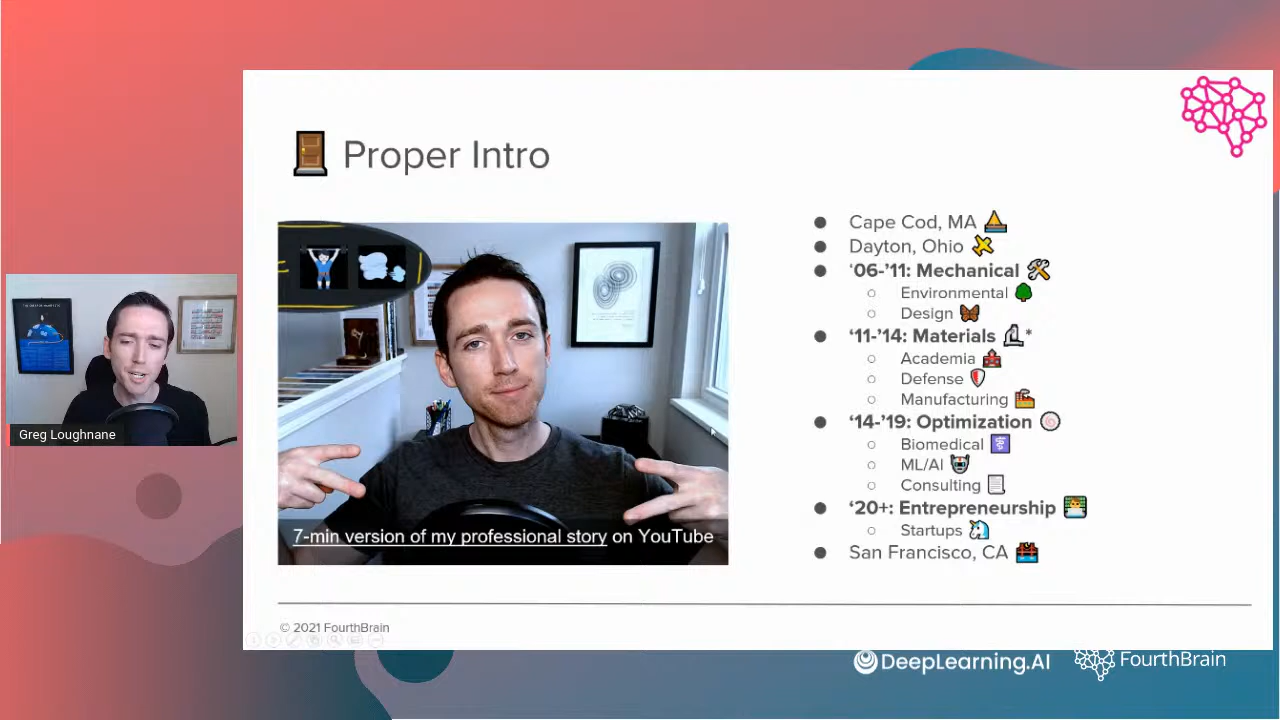 Proper Intro
7-min version of my professional story on YouTube
Cape Cod, MA
Dayton, Ohio
'06-’11: Mechanical
Environmental
Design
‘11-’14: Materials *
Academia
Defense
Manufacturing
‘14-’19: Optimization
Biomedical
ML/AI
Consulting
‘20+: Entrepreneurship
Startups
San Francisco, CA
Greg Loughnane
© 2021 FourthBrain
DeepLearning.AI
FourthBrain